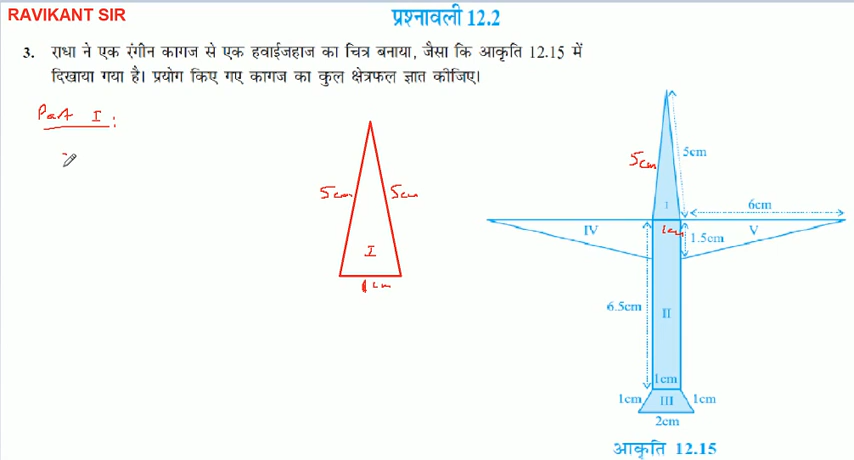 RAVIKANT SIR
प्रश्नावली 12.2
3. राधा ने एक रंगीन कागज से एक हवाईजहाज का चित्र बनाया, जैसा कि आकृति 12.15 में
दिखाया गया है। प्रयोग किए गए कागज का कुल क्षेत्रफल ज्ञात कीजिए।
Part I :
5cm 5cm
I
1cm
5cm 5cm
I 6cm
IV 1cm 1.5cm V
6.5cm II
1cm
1cm III 1cm
2cm
आकृति 12.15